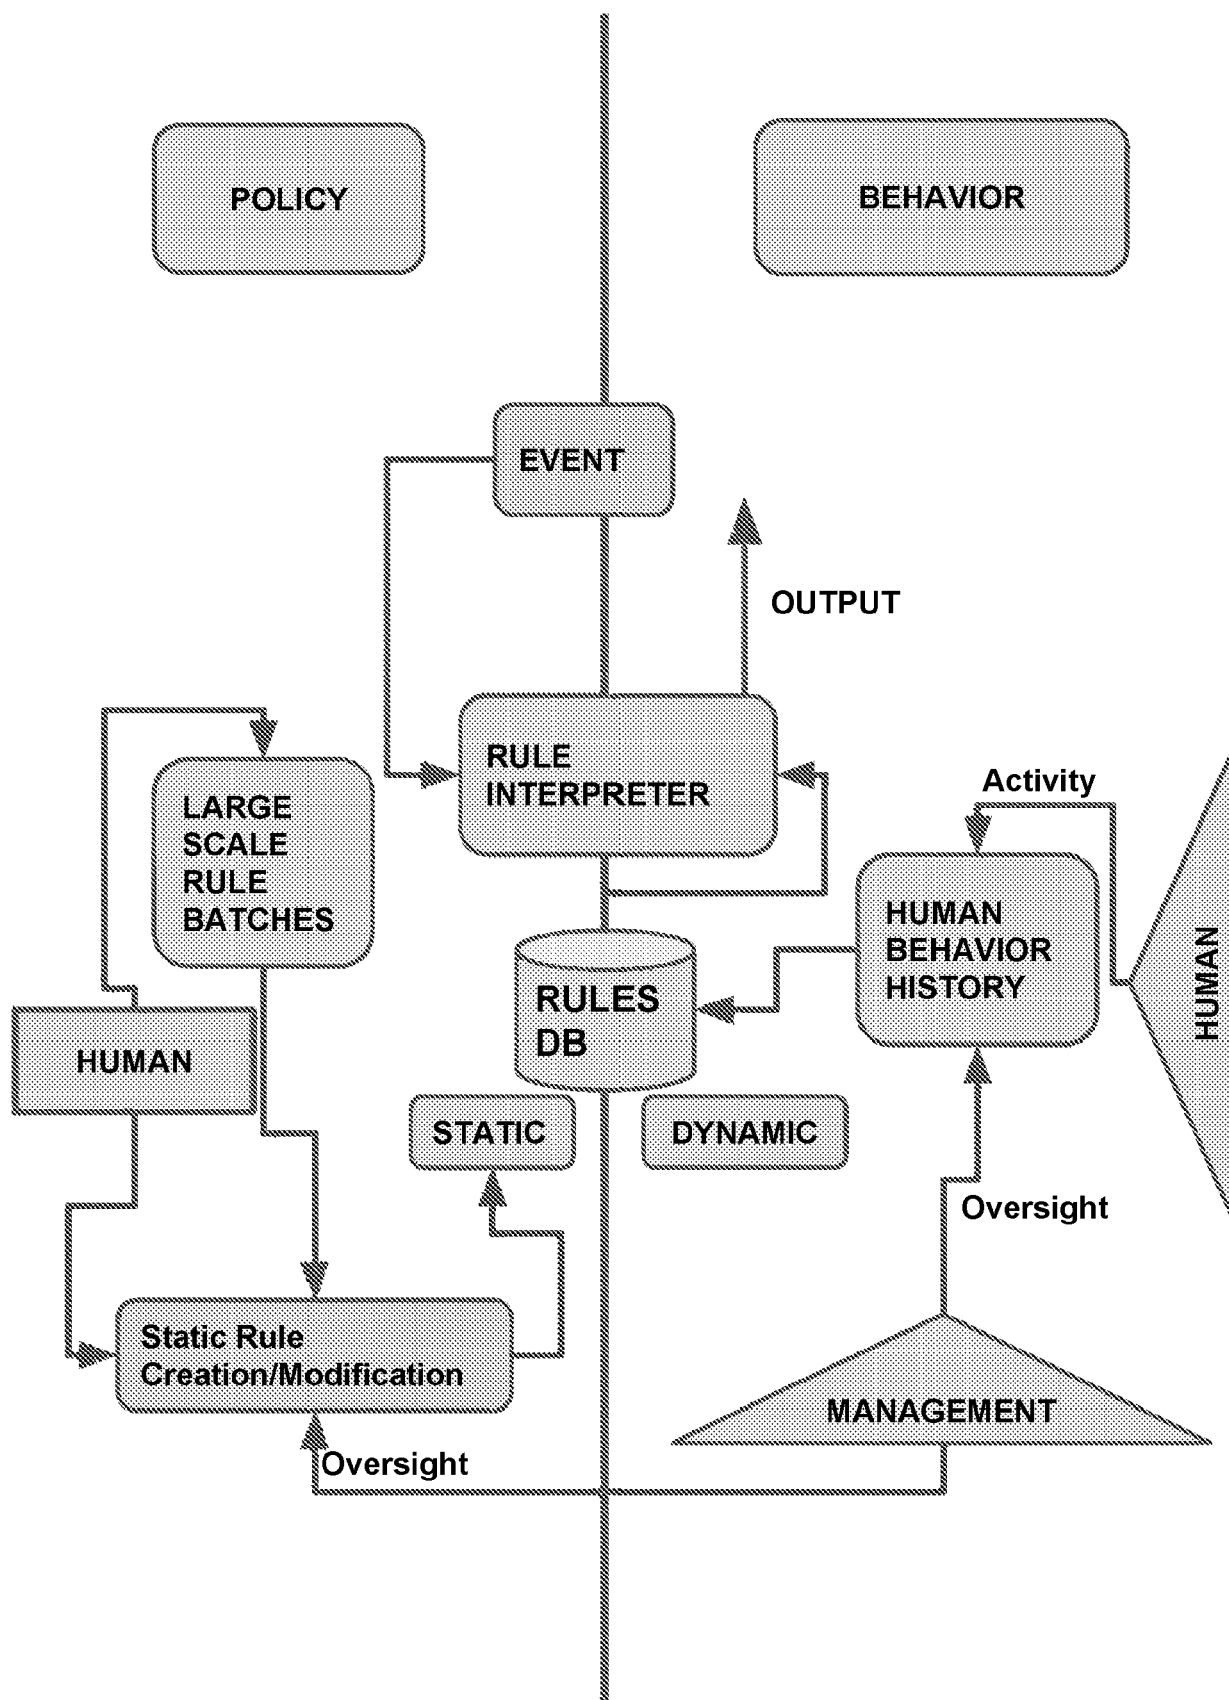 POLICY
BEHAVIOR
EVENT
OUTPUT
RULE
INTERPRETER
Activity
LARGE
SCALE
RULE
BATCHES
HUMAN
BEHAVIOR
HISTORY
HUMAN
RULES
DB
HUMAN
STATIC
DYNAMIC
Oversight
Static Rule
Creation/Modification
MANAGEMENT
Oversight